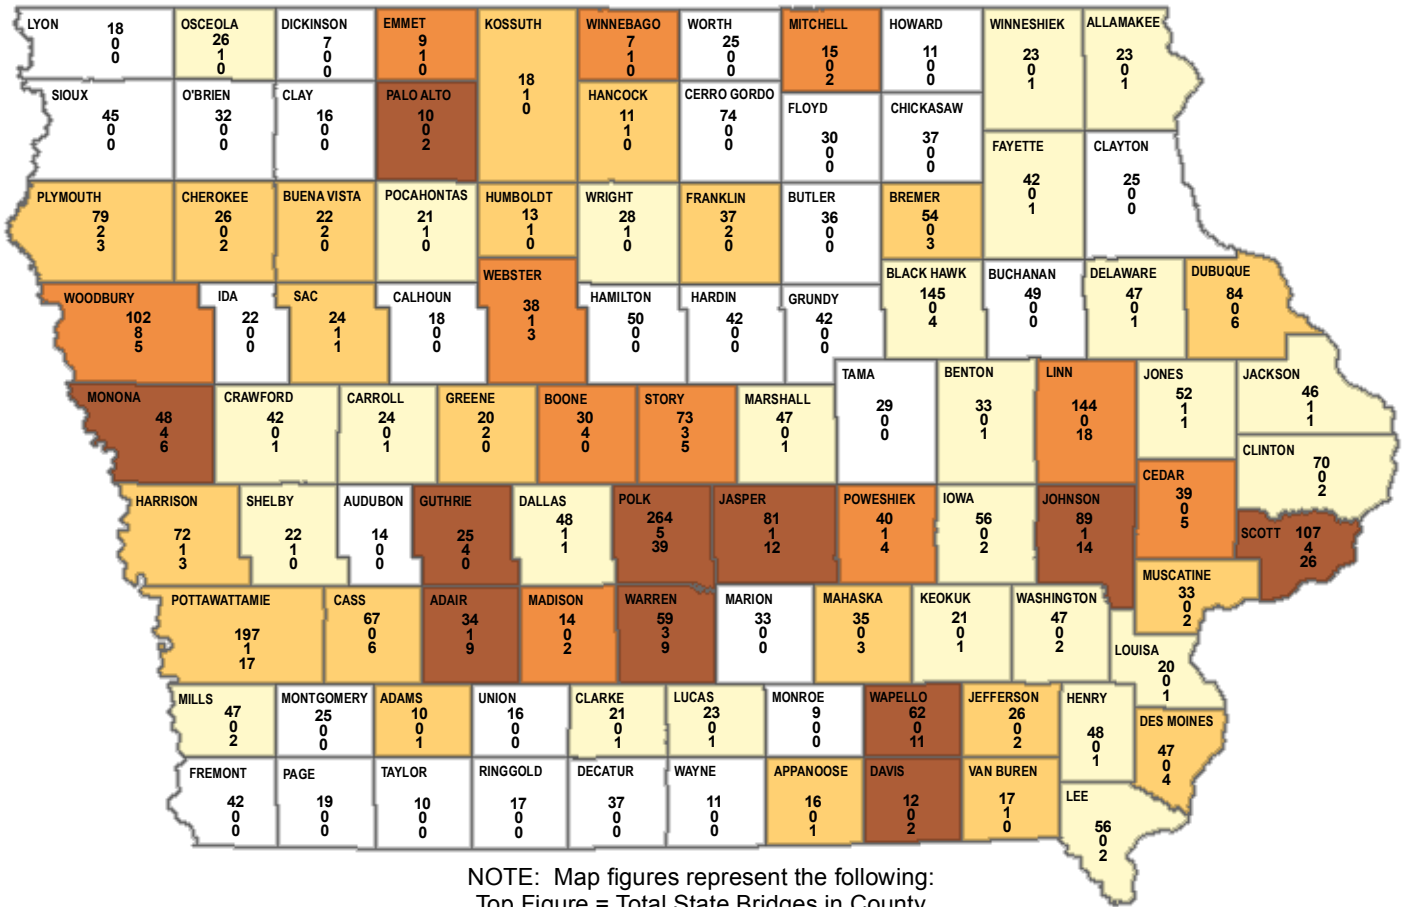 LYON
18
0
0
OSCEOLA
26
1
0
DICKINSON
7
0
0
EMMET
9
1
0
KOSSUTH
18
1
0
WINNEBAGO
7
1
0
WORTH
25
0
0
MITCHELL
15
0
2
HOWARD
11
0
0
WINNESHIEK
23
0
1
ALLAMAKEE
23
0
1
SIOUX
45
0
0
O'BRIEN
32
0
0
CLAY
16
0
0
PALO ALTO
10
0
2
HANCOCK
11
1
0
CERRO GORDO
74
0
0
FLOYD
30
0
0
CHICKASAW
37
0
0
FAYETTE
42
0
1
CLAYTON
25
0
0
PLYMOUTH
79
2
3
CHEROKEE
26
0
2
BUENA VISTA
22
2
0
POCAHONTAS
21
1
0
HUMBOLDT
13
1
0
WRIGHT
28
1
0
FRANKLIN
37
2
0
BUTLER
36
0
0
BREMER
54
0
3
WOODBURY
102
8
5
IDA
22
0
0
SAC
24
1
1
CALHOUN
18
0
0
WEBSTER
38
1
3
HAMILTON
50
0
0
HARDIN
42
0
0
GRUNDY
42
0
0
BLACK HAWK
145
0
4
BUCHANAN
49
0
0
DELAWARE
47
0
1
DUBUQUE
84
0
6
MONONA
48
4
6
CRAWFORD
42
0
1
CARROLL
24
0
1
GREENE
20
2
0
BOONE
30
4
0
STORY
73
3
5
MARSHALL
47
0
1
TAMA
29
0
0
BENTON
33
0
1
LINN
144
0
18
JONES
52
1
1
JACKSON
46
1
1
CLINTON
70
0
2
HARRISON
72
1
3
SHELBY
22
1
0
AUDUBON
14
0
0
GUTHRIE
25
4
0
DALLAS
48
1
1
POLK
264
5
39
JASPER
81
1
12
POWESHIEK
40
1
4
IOWA
56
0
2
JOHNSON
89
1
14
CEDAR
39
0
5
SCOTT
107
4
26
POTTAWATTAMIE
197
1
17
CASS
67
0
6
ADAIR
34
1
9
MADISON
14
0
2
WARREN
59
3
9
MARION
33
0
0
MAHASKA
35
0
3
KEOKUK
21
0
1
WASHINGTON
47
0
2
MUSCATINE
33
0
2
LOUISA
20
0
1
MILLS
47
0
2
MONTGOMERY
25
0
0
ADAMS
10
0
1
UNION
16
0
0
CLARKE
21
0
1
LUCAS
23
0
1
MONROE
9
0
0
WAPELLO
62
0
11
JEFFERSON
26
0
2
HENRY
48
0
1
DES MOINES
47
0
4
FREMONT
42
0
0
PAGE
19
0
0
TAYLOR
10
0
0
RINGGOLD
17
0
0
DECATUR
37
0
0
WAYNE
11
0
0
APPANOOSE
16
0
1
DAVIS
12
0
2
VAN BUREN
17
1
0
LEE
56
0
2
NOTE: Map figures represent the following:
Top Figure = Total State Bridges in County